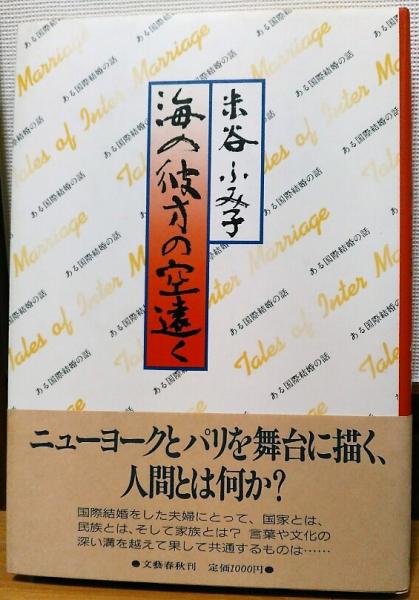 米谷ふみ子
海の彼方の空遠く
Tales of Inter Marriage
ある国際結婚の話
ニューヨークとパリを舞台に描く、
人間とは何か?
国際結婚をした夫婦にとって、国家とは、
民族とは、そして家族とは? 言葉や文化の
深い溝を越えて果して共通するものは……
●文藝春秋刊 定価1000円●